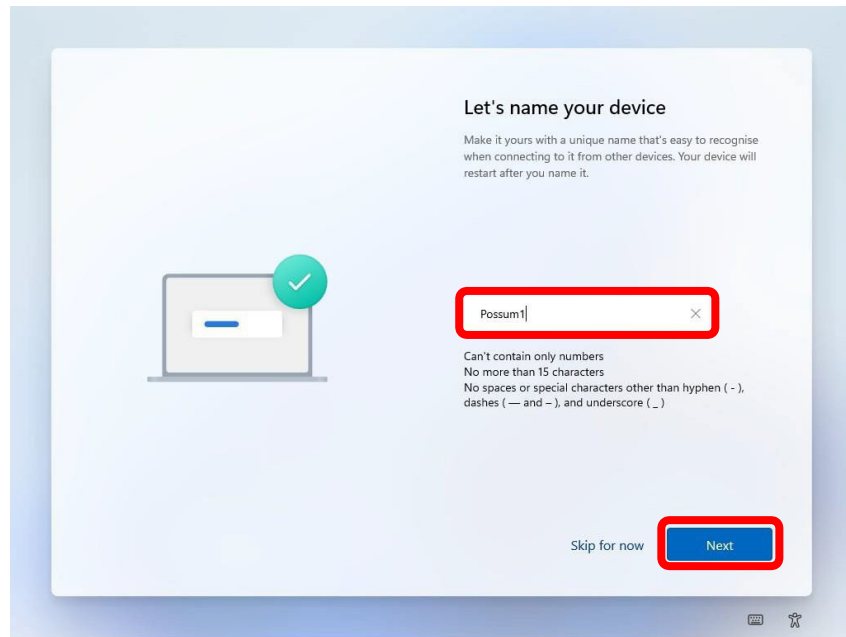 Let's name your device
Make it yours with a unique name that's easy to recognise
when connecting to it from other devices. Your device will
restart after you name it.
Possum1
Can't contain only numbers
No more than 15 characters
No spaces or special characters other than hyphen ( - ),
dashes ( — and – ), and underscore ( _ )
Skip for now
Next